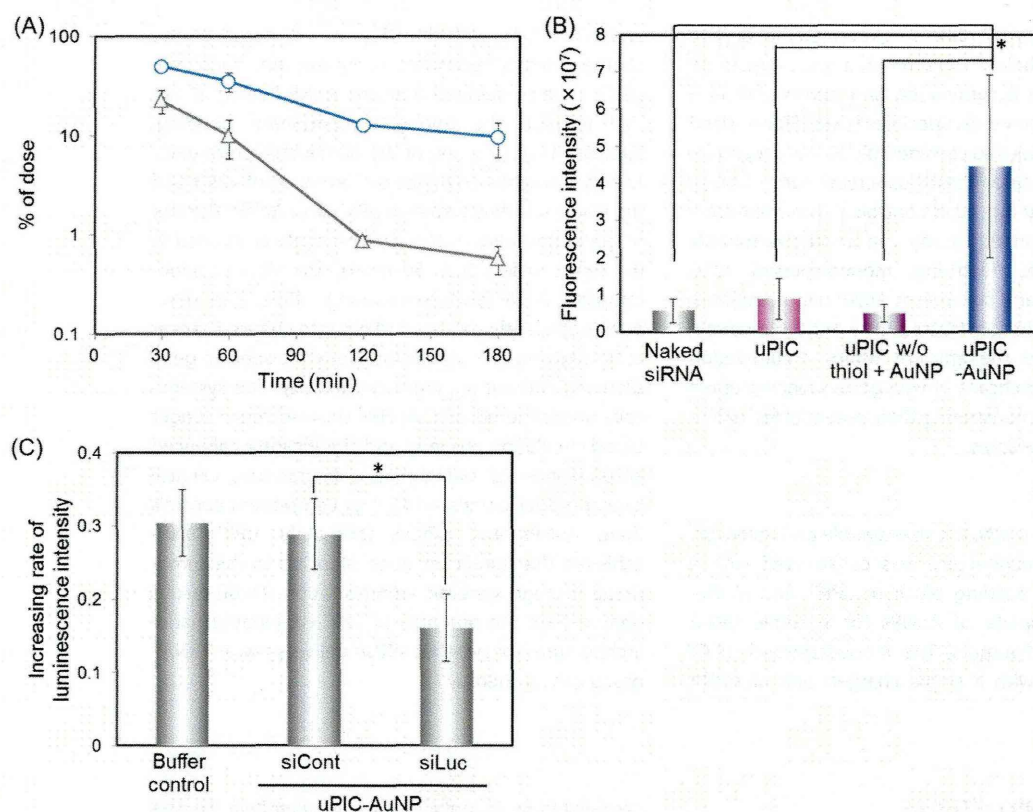 (A)
100
10
1
0.1
% of dose
0 30 60 90 120 150 180
Time (min)
(B)
8
7
6
5
4
3
2
1
0
Fluorescence intensity (×10⁷)
*
Naked
siRNA
uPIC
uPIC w/o
thiol + AuNP
uPIC
-AuNP
(C)
0.4
0.3
0.2
0.1
0
Increasing rate of
luminescence intensity
*
Buffer
control
siCont
siLuc
uPIC-AuNP